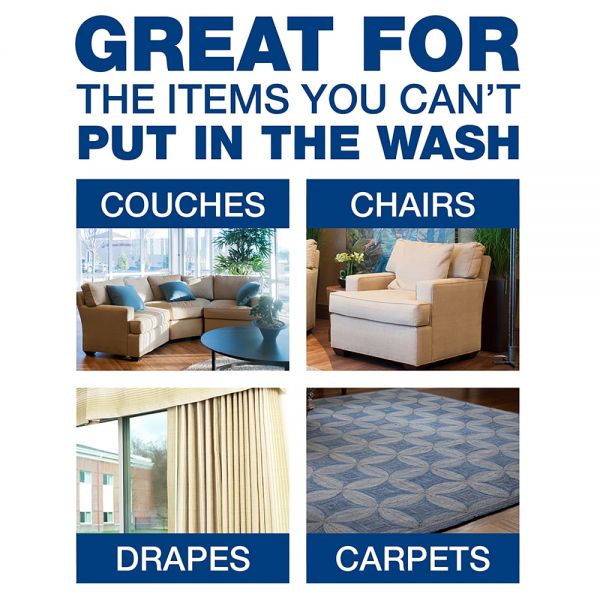 GREAT FOR
THE ITEMS YOU CAN'T
PUT IN THE WASH
COUCHES
CHAIRS
DRAPES
CARPETS